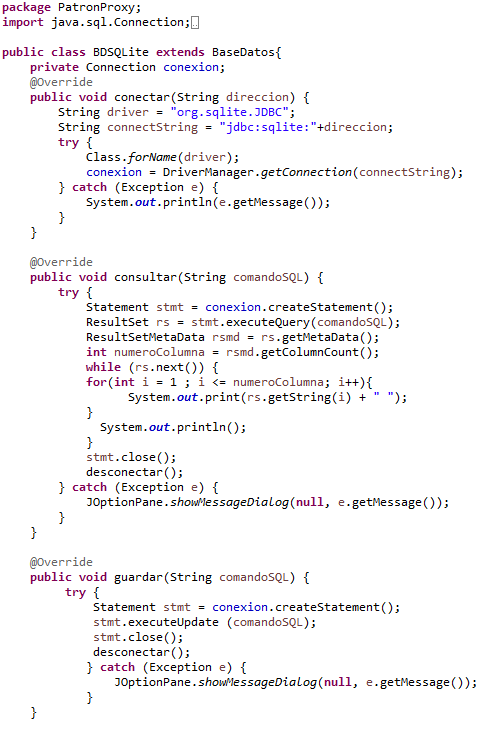 package PatronProxy;
import java.sql.Connection;

public class BDSQLite extends BaseDatos{
    private Connection conexion;
    @Override
    public void conectar(String direccion) {
        String driver = "org.sqlite.JDBC";
        String connectString = "jdbc:sqlite:"+direccion;
        try {
            Class.forName(driver);
            conexion = DriverManager.getConnection(connectString);
        } catch (Exception e) {
            System.out.println(e.getMessage());
        }
    }

    @Override
    public void consultar(String comandoSQL) {
        try {
            Statement stmt = conexion.createStatement();
            ResultSet rs = stmt.executeQuery(comandoSQL);
            ResultSetMetaData rsmd = rs.getMetaData();
            int numeroColumna = rsmd.getColumnCount();
            while (rs.next()) {
            for(int i = 1 ; i <= numeroColumna; i++){
                  System.out.print(rs.getString(i) + " ");
            }
              System.out.println();
            }
            stmt.close();
            desconectar();
        } catch (Exception e) {
            JOptionPane.showMessageDialog(null, e.getMessage());
        }
    }

    @Override
    public void guardar(String comandoSQL) {
         try {
             Statement stmt = conexion.createStatement();
             stmt.executeUpdate (comandoSQL);
             stmt.close();
             desconectar();
            } catch (Exception e) {
                JOptionPane.showMessageDialog(null, e.getMessage());
            }
    }